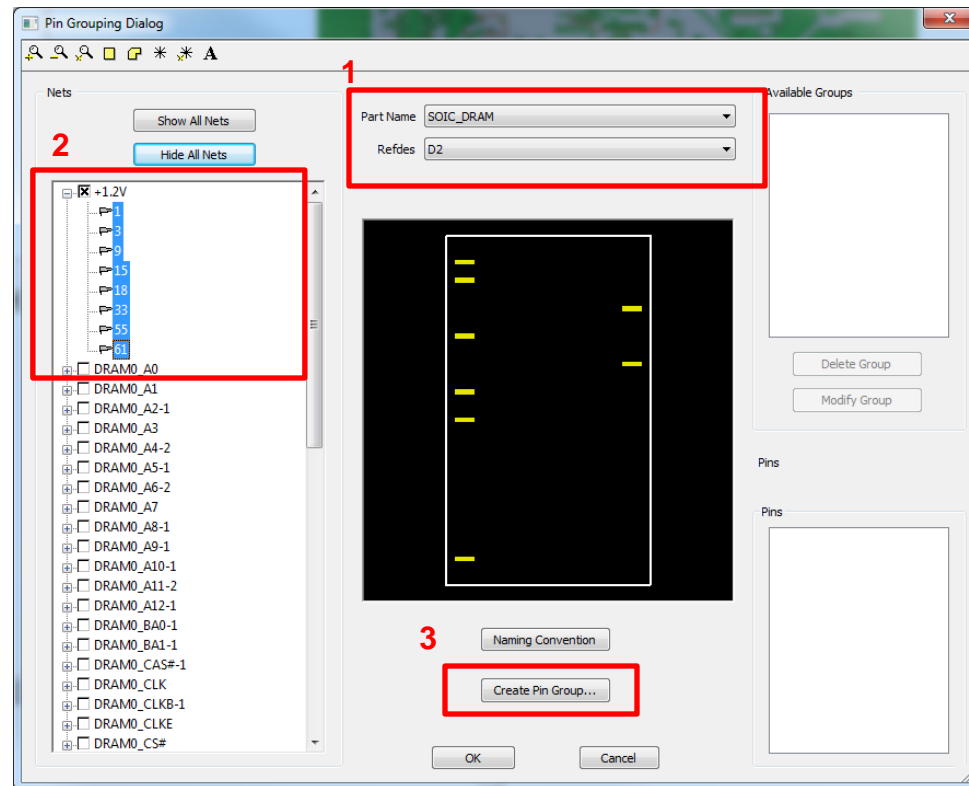 Pin Grouping Dialog
A
1
Nets
Show All Nets
Hide All Nets
2
+1.2V
1
3
9
15
18
33
55
61
DRAM0_A0
DRAM0_A1
DRAM0_A2-1
DRAM0_A3
DRAM0_A4-2
DRAM0_A5-1
DRAM0_A6-2
DRAM0_A7
DRAM0_A8-1
DRAM0_A9-1
DRAM0_A10-1
DRAM0_A11-2
DRAM0_A12-1
DRAM0_BA0-1
DRAM0_BA1-1
DRAM0_CAS#-1
DRAM0_CLK
DRAM0_CLKB-1
DRAM0_CLKE
DRAM0_CS#
Part Name SOIC_DRAM
Refdes D2
3
Naming Convention
Create Pin Group...
OK Cancel
Available Groups
Delete Group
Modify Group
Pins
Pins